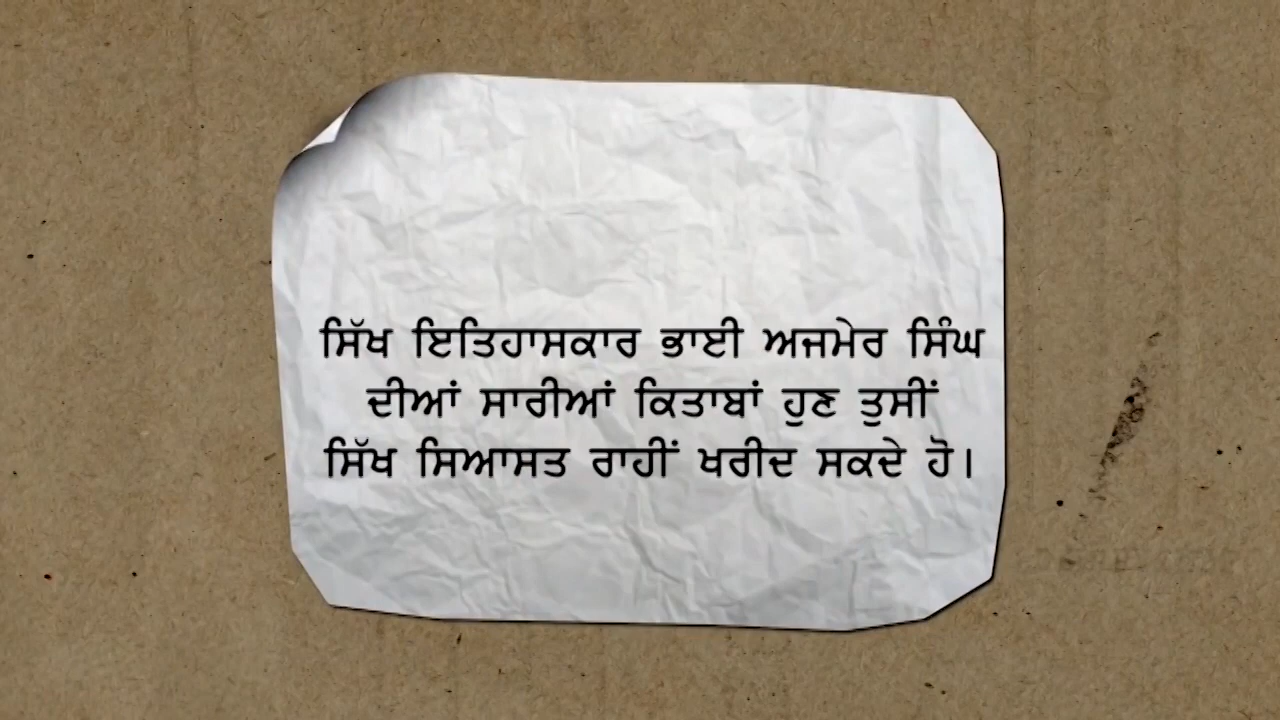 ਸਿੱਖ ਇਤਿਹਾਸਕਾਰ ਭਾਈ ਅਜਮੇਰ ਸਿੰਘ
ਦੀਆਂ ਸਾਰੀਆਂ ਕਿਤਾਬਾਂ ਹੁਣ ਤੁਸੀਂ
ਸਿੱਖ ਸਿਆਸਤ ਰਾਹੀਂ ਖਰੀਦ ਸਕਦੇ ਹੋ।